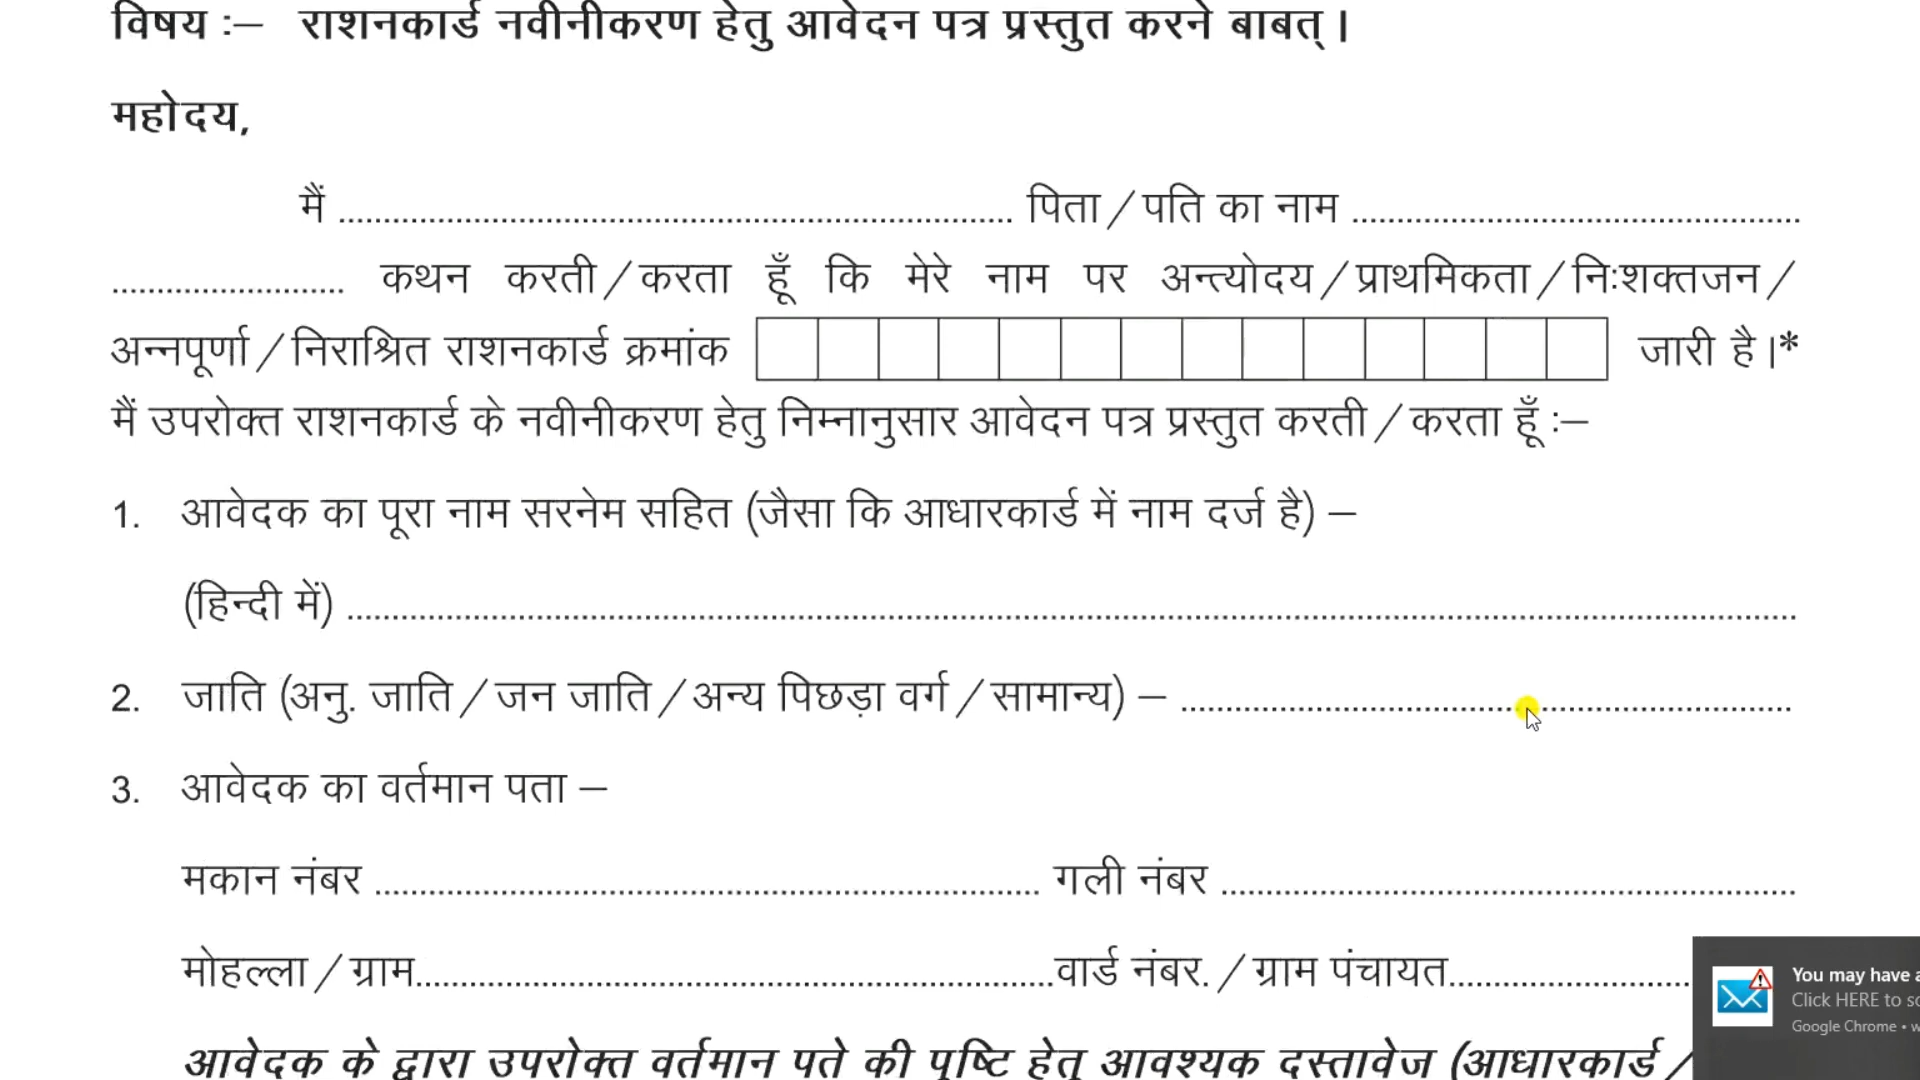 विषय :– राशनकार्ड नवीनीकरण हेतु आवेदन पत्र प्रस्तुत करने बाबत् ।
महोदय,
मैं .......................................................................... पिता / पति का नाम ..................................................
.......................... कथन करती / करता हूँ कि मेरे नाम पर अन्त्योदय / प्राथमिकता / निःशक्तजन /
अन्नपूर्णा / निराश्रित राशनकार्ड क्रमांक जारी है।*
मैं उपरोक्त राशनकार्ड के नवीनीकरण हेतु निम्नानुसार आवेदन पत्र प्रस्तुत करती / करता हूँ :–
1. आवेदक का पूरा नाम सरनेम सहित (जैसा कि आधारकार्ड में नाम दर्ज है) –
(हिन्दी में) ..........................................................................................................................
2. जाति (अनु. जाति / जन जाति / अन्य पिछड़ा वर्ग / सामान्य) – ....................................................................
3. आवेदक का वर्तमान पता –
मकान नंबर .......................................................................... गली नंबर ................................................................
मोहल्ला / ग्राम.......................................................................वार्ड नंबर. / ग्राम पंचायत...........................
आवेदक के द्वारा उपरोक्त वर्तमान पते की पुष्टि हेतु आवश्यक दस्तावेज (आधारकार्ड /
You may have a
Click HERE to sc
Google Chrome • w